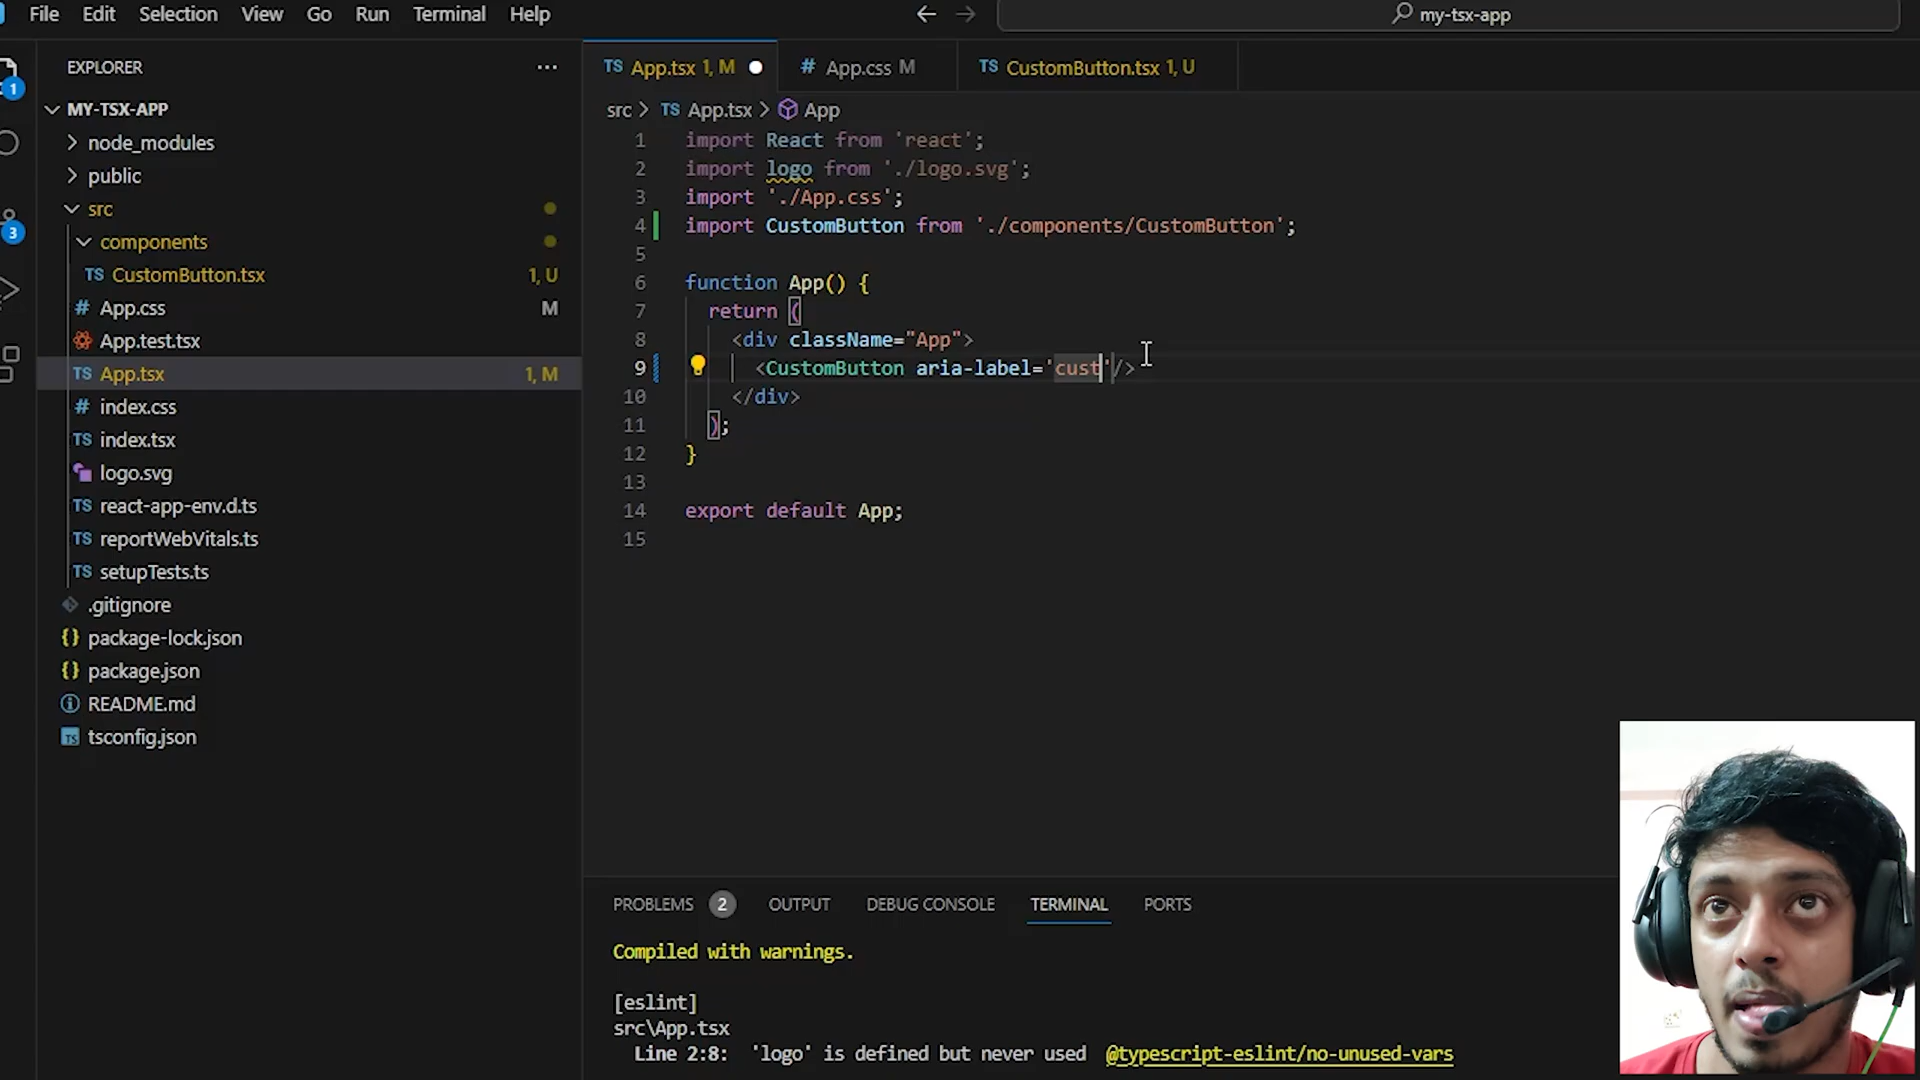 File Edit Selection View Go Run Terminal Help
my-tsx-app
EXPLORER
1
3
MY-TSX-APP
node_modules
public
src
components
TS CustomButton.tsx 1, U
# App.css M
App.test.tsx
TS App.tsx 1, M
# index.css
TS index.tsx
logo.svg
TS react-app-env.d.ts
TS reportWebVitals.ts
TS setupTests.ts
.gitignore
{} package-lock.json
{} package.json
README.md
TS tsconfig.json
TS App.tsx 1, M
# App.css M
TS CustomButton.tsx 1, U
src > TS App.tsx > App
1 import React from 'react';
2 import logo from './logo.svg';
3 import './App.css';
4 import CustomButton from './components/CustomButton';
5
6 function App() {
7 return (
8 <div className="App">
9 <CustomButton aria-label='cust'/>
10 </div>
11 );
12 }
13
14 export default App;
15
PROBLEMS 2 OUTPUT DEBUG CONSOLE TERMINAL PORTS
Compiled with warnings.
[eslint]
src\App.tsx
Line 2:8: 'logo' is defined but never used @typescript-eslint/no-unused-vars